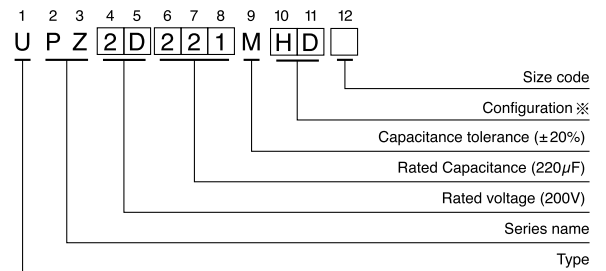 1 2 3 4 5 6 7 8 9 10 11 12
U P Z 2 D 2 2 1 M H D
Size code
Configuration ※
Capacitance tolerance (±20%)
Rated Capacitance (220µF)
Rated voltage (200V)
Series name
Type